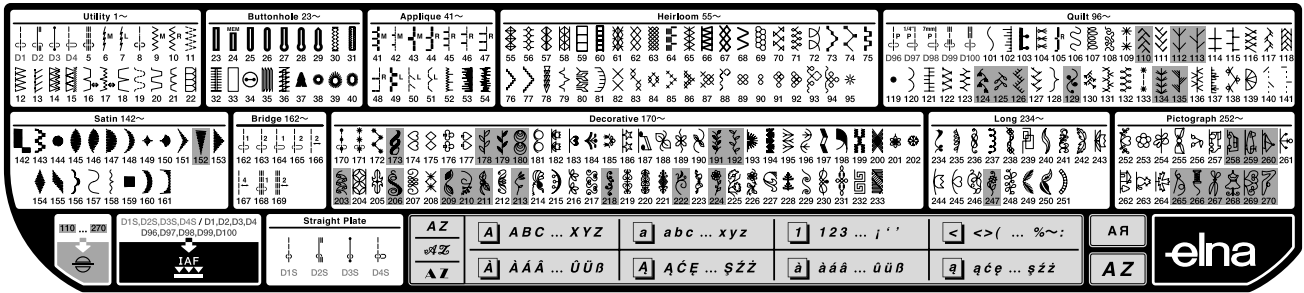 Utility 1～
D1 D2 D3 D4 5 6 7 8 9 10 11
M L S M R
12 13 14 15 16 17 18 19 20 21 22
Buttonhole 23～
MEM
23 24 25 26 27 28 29 30 31
32 33 34 35 36 37 38 39 40
Applique 41～
M M R R R
41 42 43 44 45 46 47
48 49 50 51 52 53 54
Heirloom 55～
55 56 57 58 59 60 61 62 63 64 65 66 67 68 69 70 71 72 73 74 75
76 77 78 79 80 81 82 83 84 85 86 87 88 89 90 91 92 93 94 95
Quilt 96～
1/4" 7mm
P P P R
D96 D97 D98 D99 D100 101 102 103 104 105 106 107 108 109 110 111 112 113 114 115 116 117 118
119 120 121 122 123 124 125 126 127 128 129 130 131 132 133 134 135 136 137 138 139 140 141
Satin 142～
142 143 144 145 146 147 148 149 150 151 152 153
154 155 156 157 158 159 160 161
Bridge 162～
1 1 2 2
162 163 164 165 166
4 1 2
167 168 169
Decorative 170～
170 171 172 173 174 175 176 177 178 179 180 181 182 183 184 185 186 187 188 189 190 191 192 193 194 195 196 197 198 199 200 201 202
203 204 205 206 207 208 209 210 211 212 213 214 215 216 217 218 219 220 221 222 223 224 225 226 227 228 229 230 231 232 233
Long 234～
234 235 236 237 238 239 240 241 242 243
244 245 246 247 248 249 250 251
Pictograph 252～
252 253 254 255 256 257 258 259 260 261
262 263 264 265 266 267 268 269 270
110 ... 270
D1S,D2S,D3S,D4S / D1,D2,D3,D4
D96,D97,D98,D99,D100
IAF
Straight Plate
D1S D2S D3S D4S
A Z
A Z
A Z
A A B C ... X Y Z
a a b c ... x y z
1 1 2 3 ... ¡ ‘ ’
< < > ( ... % ～ :
À À Á Â ... Û Ü ß
Ą Ą Ć Ę ... Ş Ź Ż
à à á â ... û ü ß
ą ą ć ę ... ş ź ż
А Я
A Z
elna